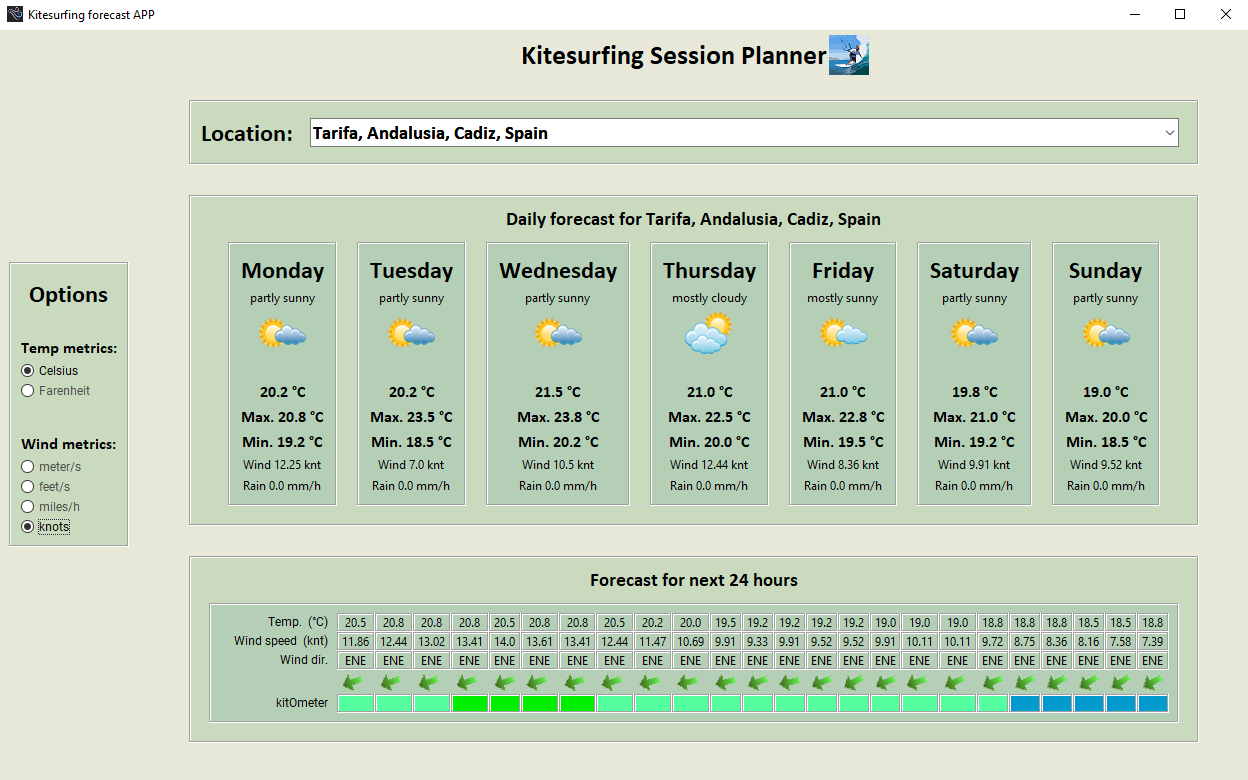 Kitesurfing forecast APP
Kitesurfing Session Planner
Location: Tarifa, Andalusia, Cadiz, Spain
Daily forecast for Tarifa, Andalusia, Cadiz, Spain
Monday Tuesday Wednesday Thursday Friday Saturday Sunday
partly sunny partly sunny partly sunny mostly cloudy mostly sunny partly sunny partly sunny
20.2 °C 20.2 °C 21.5 °C 21.0 °C 21.0 °C 19.8 °C 19.0 °C
Max. 20.8 °C Max. 23.5 °C Max. 23.8 °C Max. 22.5 °C Max. 22.8 °C Max. 21.0 °C Max. 20.0 °C
Min. 19.2 °C Min. 18.5 °C Min. 20.2 °C Min. 20.0 °C Min. 19.5 °C Min. 19.2 °C Min. 18.5 °C
Wind 12.25 knt Wind 7.0 knt Wind 10.5 knt Wind 12.44 knt Wind 8.36 knt Wind 9.91 knt Wind 9.52 knt
Rain 0.0 mm/h Rain 0.0 mm/h Rain 0.0 mm/h Rain 0.0 mm/h Rain 0.0 mm/h Rain 0.0 mm/h Rain 0.0 mm/h
Options
Temp metrics:
Celsius
Farenheit
Wind metrics:
meter/s
feet/s
miles/h
knots
Forecast for next 24 hours
Temp. (°C) 20.5 20.8 20.8 20.8 20.5 20.8 20.8 20.5 20.2 20.0 19.5 19.2 19.2 19.2 19.2 19.0 19.0 19.0 18.8 18.8 18.8 18.5 18.5 18.8
Wind speed (knt) 11.86 12.44 13.02 13.41 14.0 13.61 13.41 12.44 11.47 10.69 9.91 9.33 9.91 9.52 9.52 9.91 10.11 10.11 9.72 8.75 8.36 8.16 7.58 7.39
Wind dir. ENE ENE ENE ENE ENE ENE ENE ENE ENE ENE ENE ENE ENE ENE ENE ENE ENE ENE ENE ENE ENE ENE ENE ENE
kitOmeter